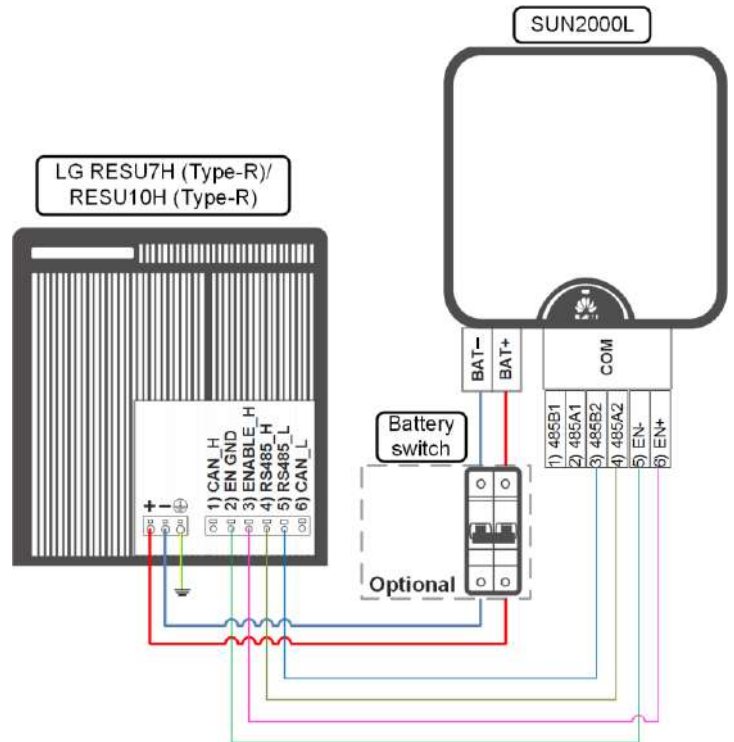 SUN2000L
LG RESU7H (Type-R)/
RESU10H (Type-R)
BAT−
BAT+
COM
Battery
switch
1) 485B1
2) 485A1
3) 485B2
4) 485A2
5) EN-
6) EN+
Optional
+
−
1) CAN_H
2) EN GND
3) ENABLE_H
4) RS485_H
5) RS485_L
6) CAN_L